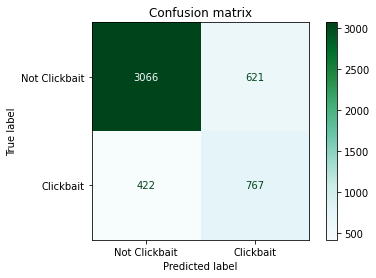 Confusion matrix
Not Clickbait
3066
621
Clickbait
422
767
Not Clickbait
Clickbait
Predicted label
True label
3000
2500
2000
1500
1000
500